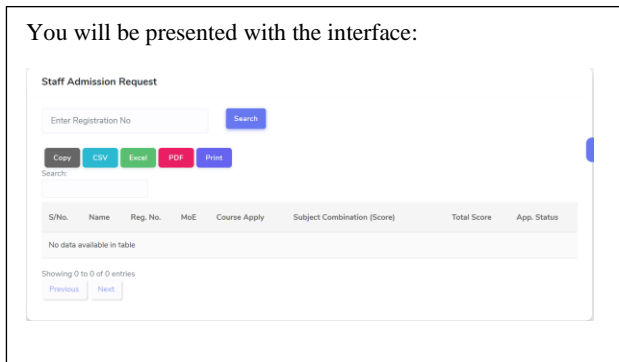 You will be presented with the interface:
Staff Admission Request
Enter Registration No
Search
Copy CSV Excel PDF Print
Search:
S/No. Name Reg. No. MoE Course Apply Subject Combination (Score) Total Score App. Status
No data available in table
Showing 0 to 0 of 0 entries
Previous Next